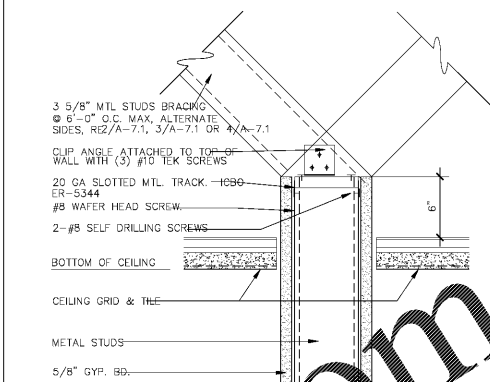 3 5/8" MTL STUDS BRACING
@ 6'-0" O.C. MAX, ALTERNATE
SIDES, RE2/A-7.1, 3/A-7.1 OR 4/A-7.1
CLIP ANGLE ATTACHED TO TOP OF
WALL WITH (3) #10 TEK SCREWS
20 GA SLOTTED MTL. TRACK. ICBO
ER-5344
#8 WAFER HEAD SCREW.
2-#8 SELF DRILLING SCREWS
6"
BOTTOM OF CEILING
CEILING GRID & TILE
METAL STUDS
5/8" GYP. BD.
om